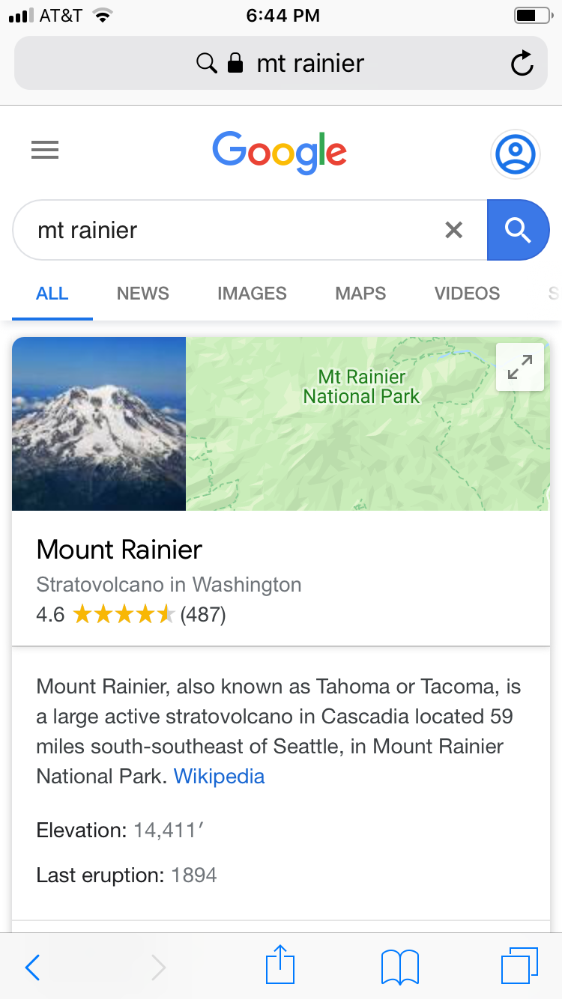 AT&T 6:44 PM
mt rainier
Google
mt rainier
ALL NEWS IMAGES MAPS VIDEOS S
Mt Rainier
National Park
Mount Rainier
Stratovolcano in Washington
4.6 (487)
Mount Rainier, also known as Tahoma or Tacoma, is
a large active stratovolcano in Cascadia located 59
miles south-southeast of Seattle, in Mount Rainier
National Park. Wikipedia
Elevation: 14,411′
Last eruption: 1894